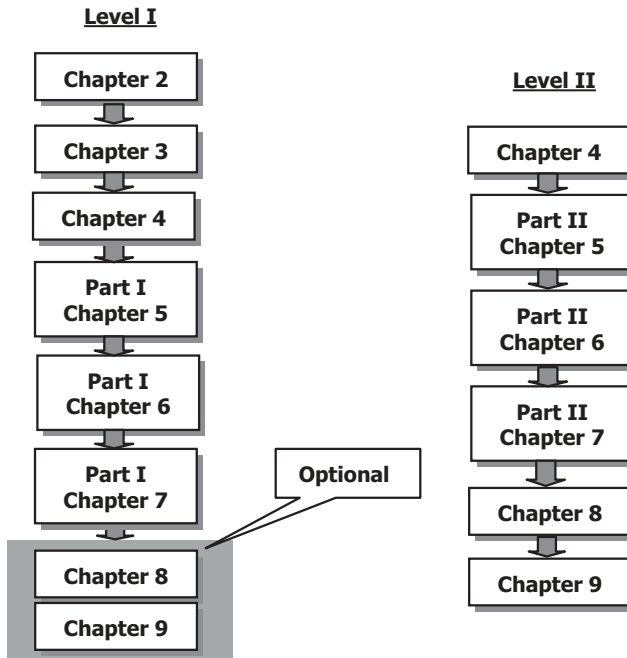 Level I
Chapter 2
Chapter 3
Chapter 4
Part I
Chapter 5
Part I
Chapter 6
Part I
Chapter 7
Optional
Chapter 8
Chapter 9
Level II
Chapter 4
Part II
Chapter 5
Part II
Chapter 6
Part II
Chapter 7
Chapter 8
Chapter 9